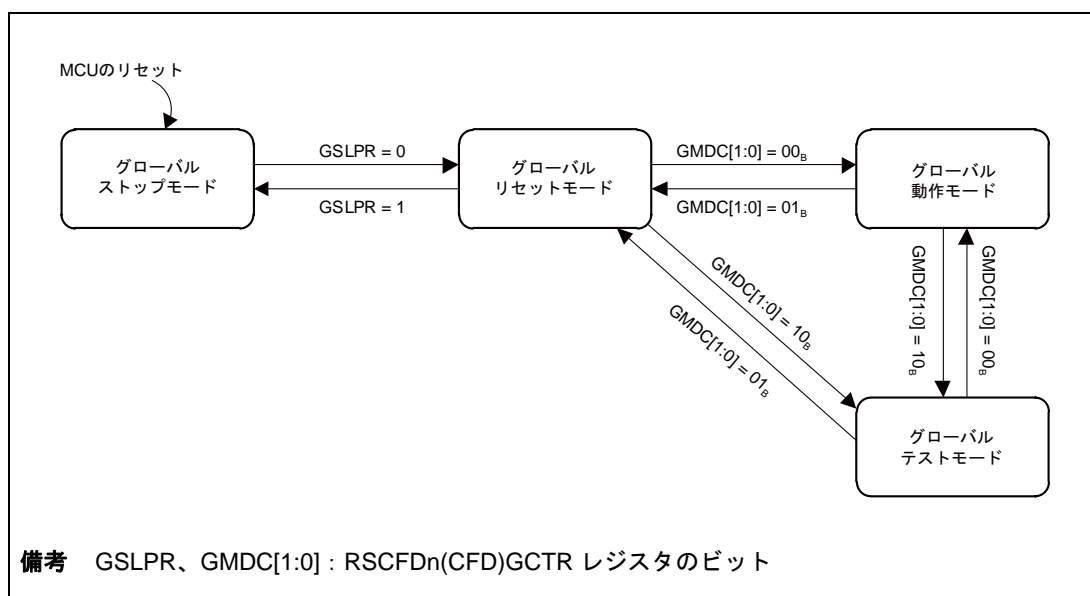 MCUのリセット
グローバル
ストップモード
GSLPR = 0
GSLPR = 1
グローバル
リセットモード
GMDC[1:0] = 00B
GMDC[1:0] = 01B
グローバル
動作モード
GMDC[1:0] = 10B
GMDC[1:0] = 01B
GMDC[1:0] = 10B
GMDC[1:0] = 00B
グローバル
テストモード
備考 GSLPR、GMDC[1:0] : RSCFDn(CFD)GCTR レジスタのビット